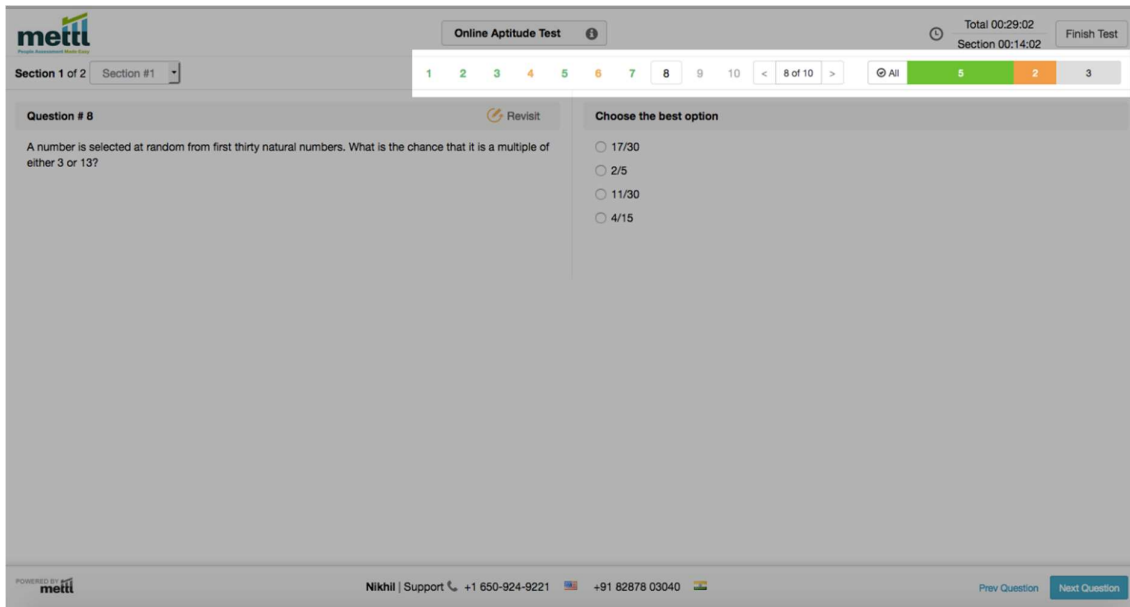 mettl
People Assessment Made Easy
Online Aptitude Test
Total 00:29:02
Section 00:14:02
Finish Test
Section 1 of 2 Section #1
1 2 3 4 5 6 7 8 9 10 < 8 of 10 > All 5 2 3
Question # 8
Revisit
A number is selected at random from first thirty natural numbers. What is the chance that it is a multiple of
either 3 or 13?
Choose the best option
17/30
2/5
11/30
4/15
POWERED BY
mettl
Nikhil | Support +1 650-924-9221 +91 82878 03040
Prev Question
Next Question